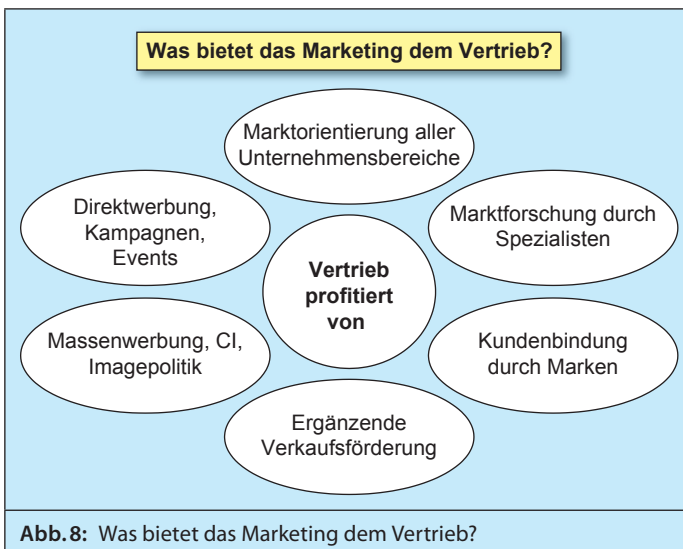 Was bietet das Marketing dem Vertrieb?
Marktorientierung aller
Unternehmensbereiche
Direktwerbung,
Kampagnen,
Events
Marktforschung durch
Spezialisten
Vertrieb
profitiert
von
Massenwerbung, CI,
Imagepolitik
Kundenbindung
durch Marken
Ergänzende
Verkaufsförderung
Abb. 8: Was bietet das Marketing dem Vertrieb?